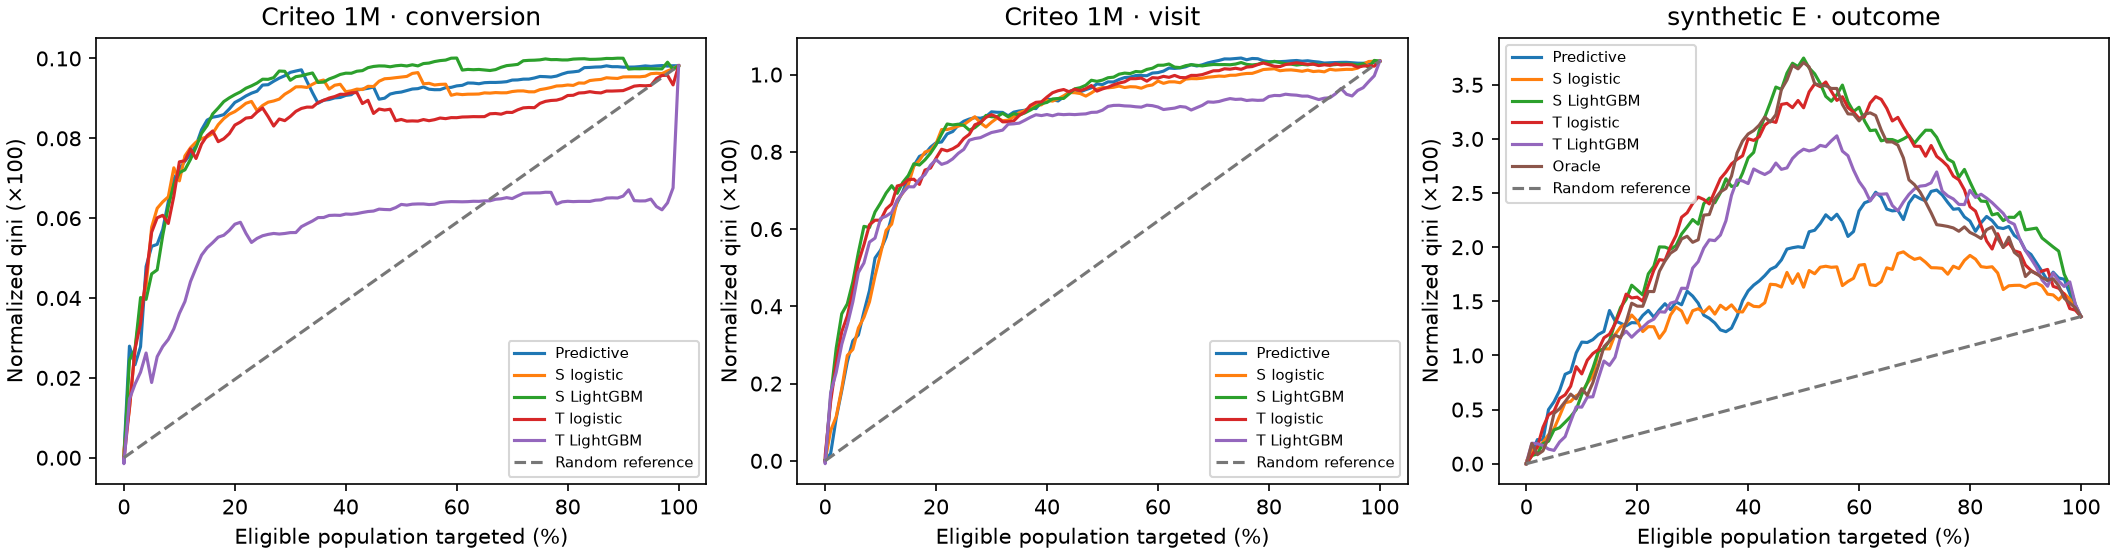 Criteo 1M · conversion
Normalized qini (×100)
0.10
0.08
0.06
0.04
0.02
0.00
0 20 40 60 80 100
Eligible population targeted (%)
Predictive
S logistic
S LightGBM
T logistic
T LightGBM
Random reference
Criteo 1M · visit
Normalized qini (×100)
1.0
0.8
0.6
0.4
0.2
0.0
0 20 40 60 80 100
Eligible population targeted (%)
Predictive
S logistic
S LightGBM
T logistic
T LightGBM
Random reference
synthetic E · outcome
Normalized qini (×100)
3.5
3.0
2.5
2.0
1.5
1.0
0.5
0.0
0 20 40 60 80 100
Eligible population targeted (%)
Predictive
S logistic
S LightGBM
T logistic
T LightGBM
Oracle
Random reference